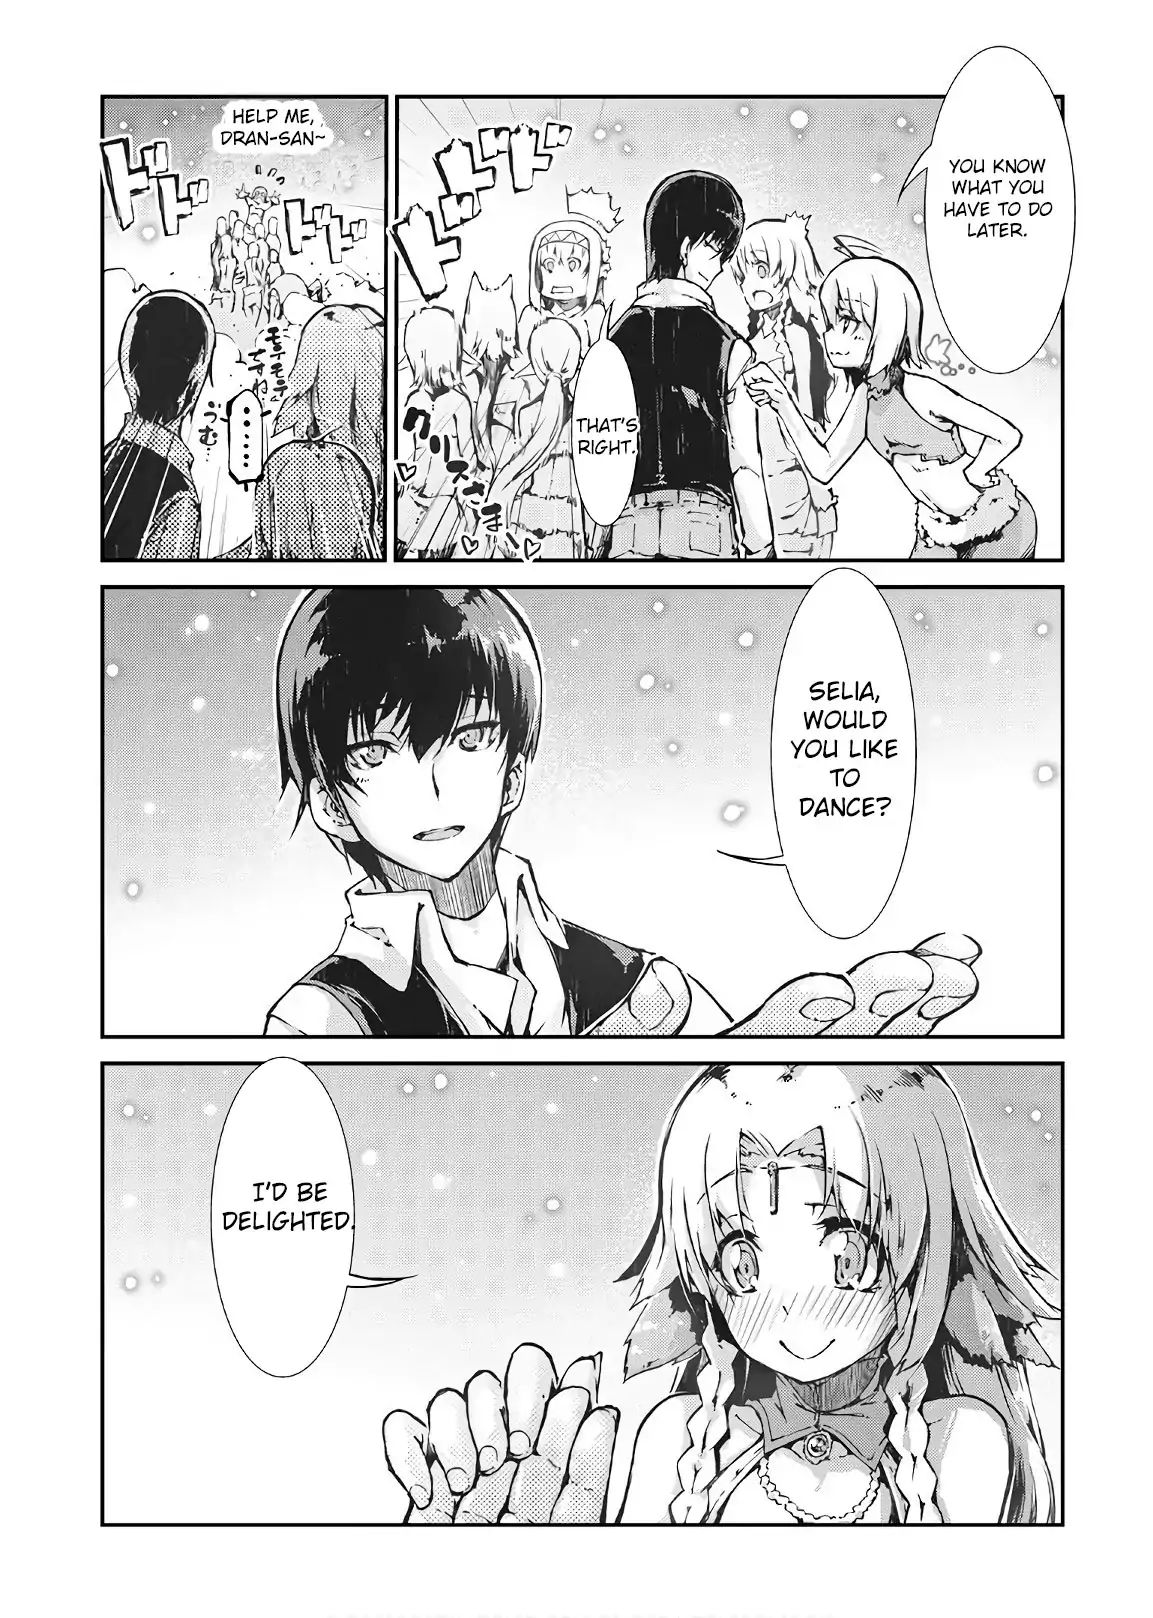 YOU KNOW
WHAT YOU
HAVE TO DO
LATER.
THAT'S
RIGHT.
ドドドド
クリスさまー♡
HELP ME,
DRAN-SAN~
ドドド
ドド
モテモテ
ですね
......
うむ
SELIA,
WOULD
YOU LIKE
TO
DANCE?
I'D BE
DELIGHTED.